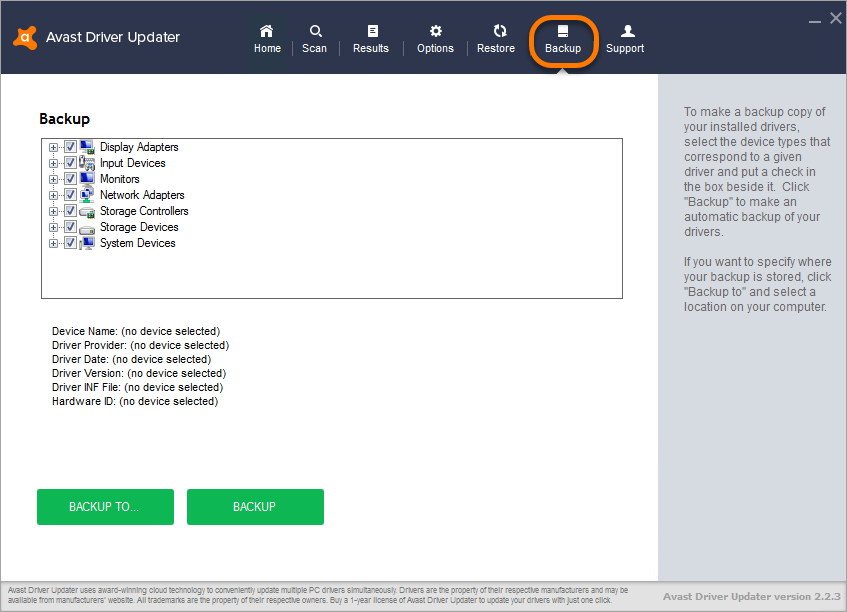 Avast Driver Updater
Home
Scan
Results
Options
Restore
Backup
Support
Backup
Display Adapters
Input Devices
Monitors
Network Adapters
Storage Controllers
Storage Devices
System Devices
Device Name: (no device selected)
Driver Provider: (no device selected)
Driver Date: (no device selected)
Driver Version: (no device selected)
Driver INF File: (no device selected)
Hardware ID: (no device selected)
BACKUP TO...
BACKUP
To make a backup copy of
your installed drivers,
select the device types that
correspond to a given
driver and put a check in
the box beside it. Click
"Backup" to make an
automatic backup of your
drivers.
If you want to specify where
your backup is stored, click
"Backup to" and select a
location on your computer.
Avast Driver Updater uses award-winning cloud technology to conveniently update multiple PC drivers simultaneously. Drivers are the property of their respective manufacturers and may be
available from manufacturers' website. All trademarks are the property of their respective owners. Buy a 1-year license of Avast Driver Updater to update your drivers with just one click.
Avast Driver Updater version 2.2.3